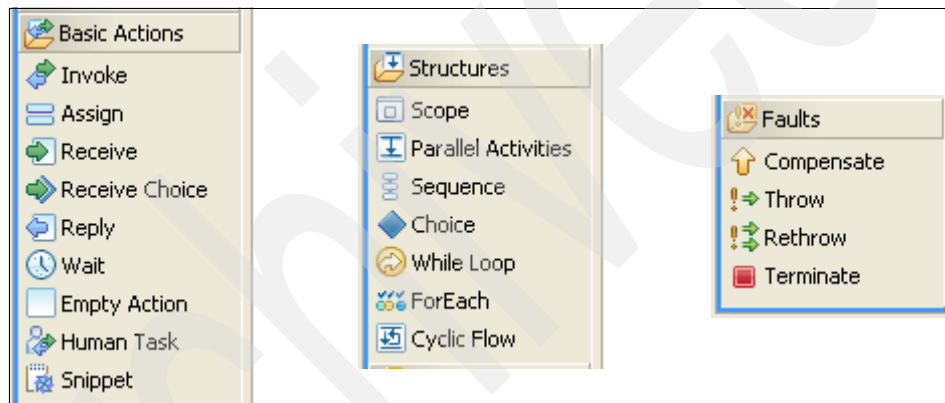 Basic Actions
Invoke
Assign
Receive
Receive Choice
Reply
Wait
Empty Action
Human Task
Snippet
Structures
Scope
Parallel Activities
Sequence
Choice
While Loop
ForEach
Cyclic Flow
Faults
Compensate
Throw
Rethrow
Terminate